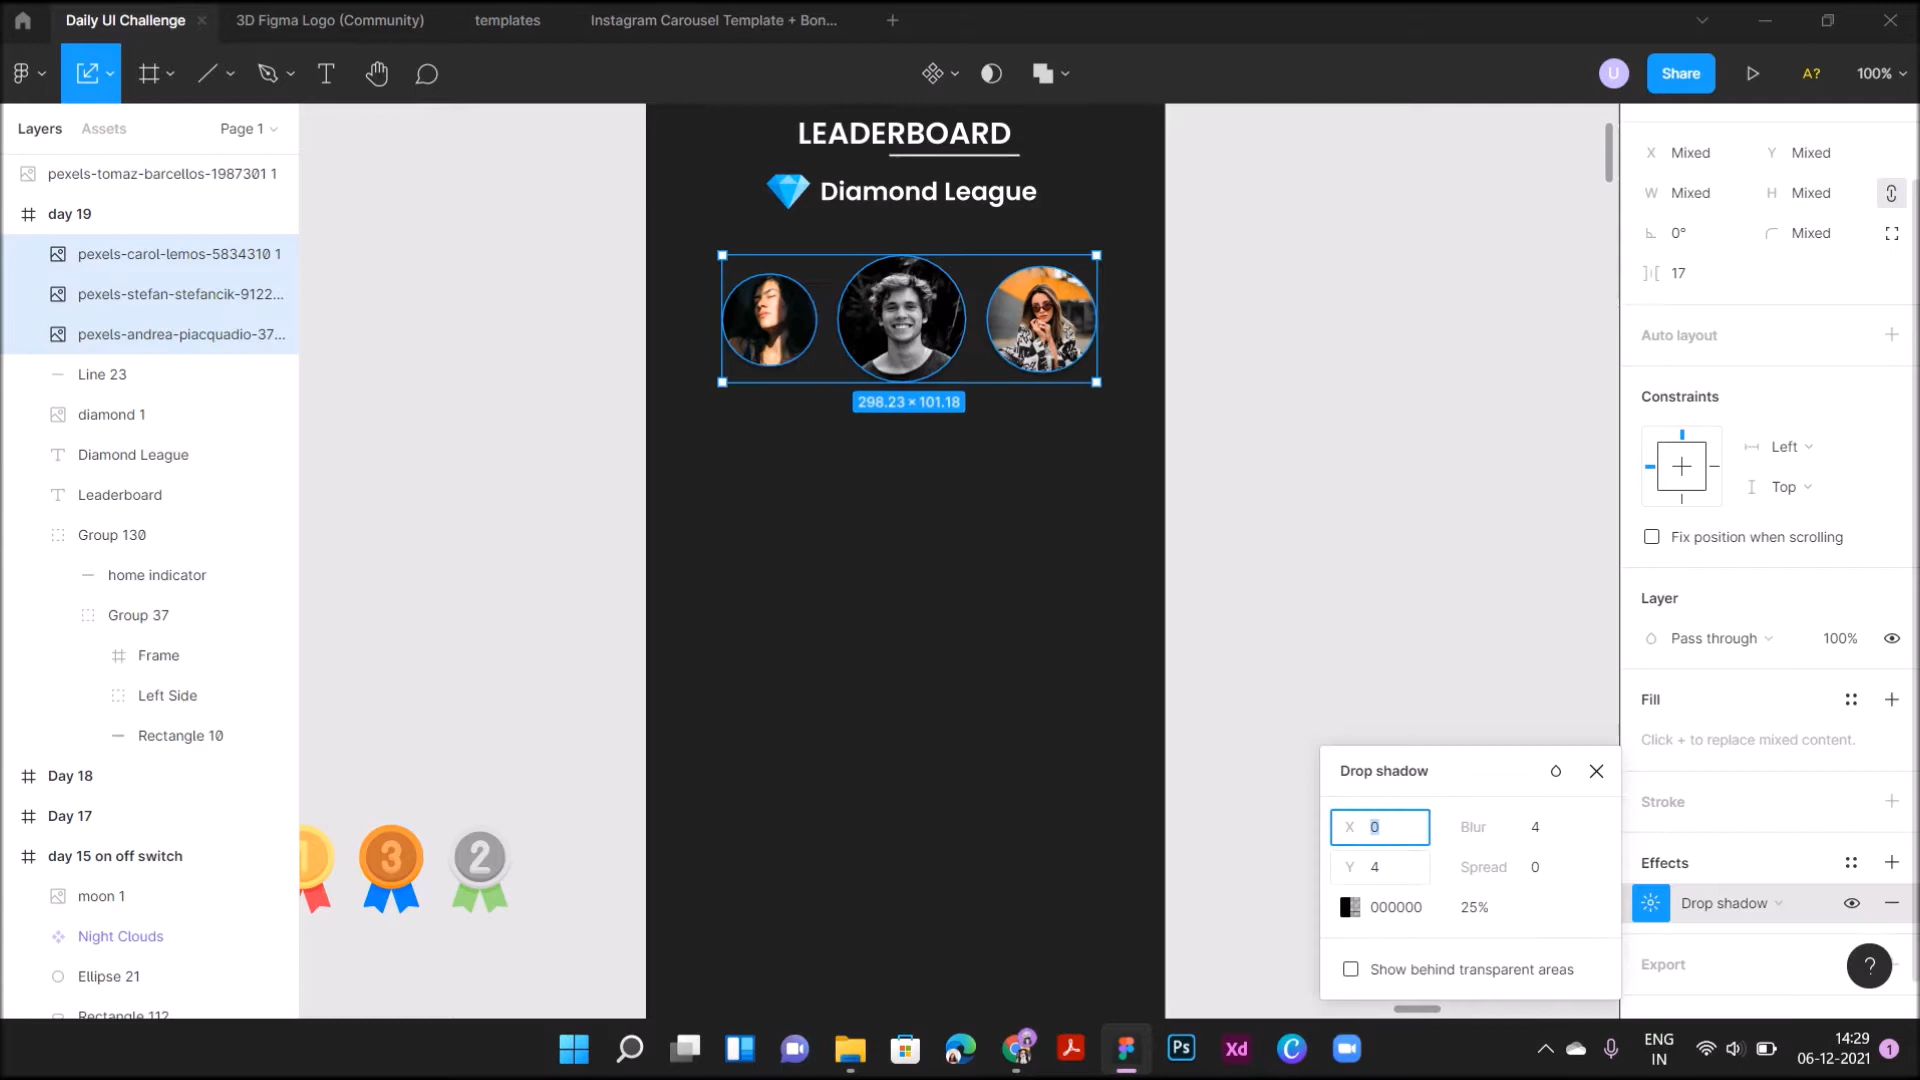 Daily UI Challenge
3D Figma Logo (Community)
templates
Instagram Carousel Template + Bon...
U
Share
A?
100%
Layers
Assets
Page 1
pexels-tomaz-barcellos-1987301 1
day 19
pexels-carol-lemos-5834310 1
pexels-stefan-stefancik-9122...
pexels-andrea-piacquadio-37...
Line 23
diamond 1
Diamond League
Leaderboard
Group 130
home indicator
Group 37
Frame
Left Side
Rectangle 10
Day 18
Day 17
day 15 on off switch
moon 1
Night Clouds
Ellipse 21
Rectangle 112
LEADERBOARD
Diamond League
298.23 × 101.18
1
3
2
X Mixed
Y Mixed
W Mixed
H Mixed
0°
Mixed
17
Auto layout
Constraints
Left
Top
Fix position when scrolling
Layer
Pass through
100%
Fill
Click + to replace mixed content.
Stroke
Effects
Drop shadow
Export
?
Drop shadow
X 0
Blur 4
Y 4
Spread 0
000000
25%
Show behind transparent areas
Ps
Xd
C
ENG
IN
14:29
06-12-2021
1